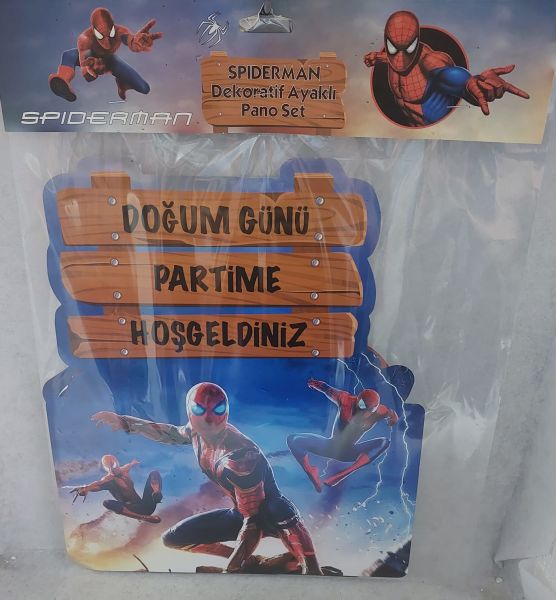 SPIDERMAN
Dekoratif Ayaklı
Pano Set
SPIDERMAN
DOĞUM GÜNÜ
PARTİME
HOŞGELDİNİZ